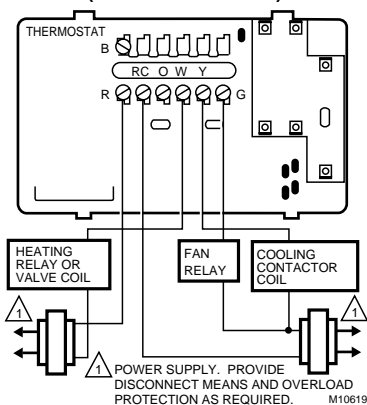 THERMOSTAT
B
RC O W Y
R
G
HEATING
RELAY OR
VALVE COIL
FAN
RELAY
COOLING
CONTACTOR
COIL
1
1
1 POWER SUPPLY. PROVIDE
DISCONNECT MEANS AND OVERLOAD
PROTECTION AS REQUIRED. M10619